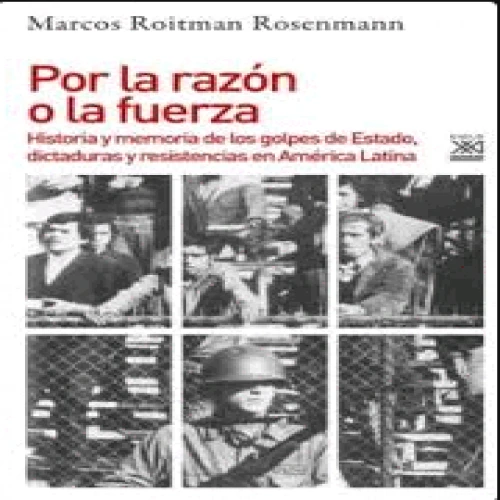 Marcos Roitman Rosenmann
Por la razón
o la fuerza
Historia y memoria de los golpes de Estado,
dictaduras y resistencias en América Latina